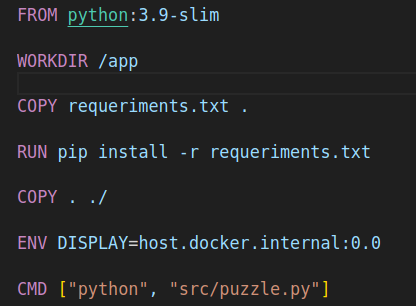 FROM python:3.9-slim
WORKDIR /app
COPY requeriments.txt .
RUN pip install -r requeriments.txt
COPY . ./
ENV DISPLAY=host.docker.internal:0.0
CMD ["python", "src/puzzle.py"]